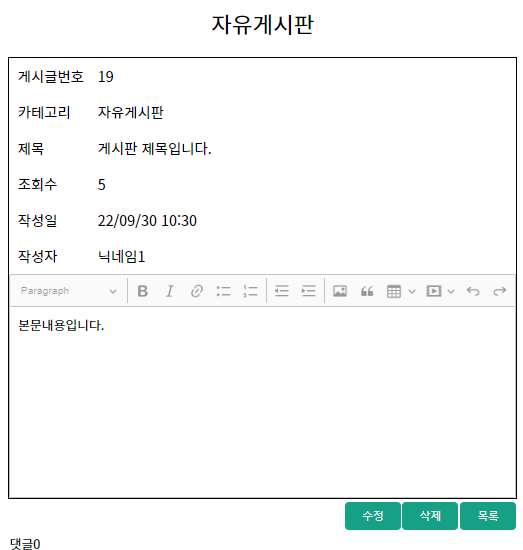 자유게시판
게시글번호 19
카테고리 자유게시판
제목 게시판 제목입니다.
조회수 5
작성일 22/09/30 10:30
작성자 닉네임1
Paragraph B I
본문내용입니다.
수정 삭제 목록
댓글0